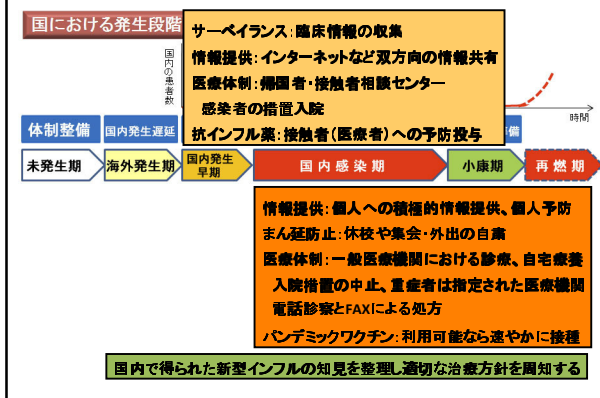 国における発生段階
国内の患者数
サーベイランス:臨床情報の収集
情報提供:インターネットなど双方向の情報共有
医療体制:帰国者・接触者相談センター
感染者の措置入院
抗インフル薬:接触者(医療者)への予防投与
時間
体制整備
国内発生遅延
備
未発生期
海外発生期
国内発生
早期
国内感染期
小康期
再燃期
情報提供:個人への積極的情報提供、個人予防
まん延防止:休校や集会・外出の自粛
医療体制:一般医療機関における診療、自宅療養
入院措置の中止、重症者は指定された医療機関
電話診察とFAXによる処方
パンデミックワクチン:利用可能なら速やかに接種
国内で得られた新型インフルの知見を整理し適切な治療方針を周知する